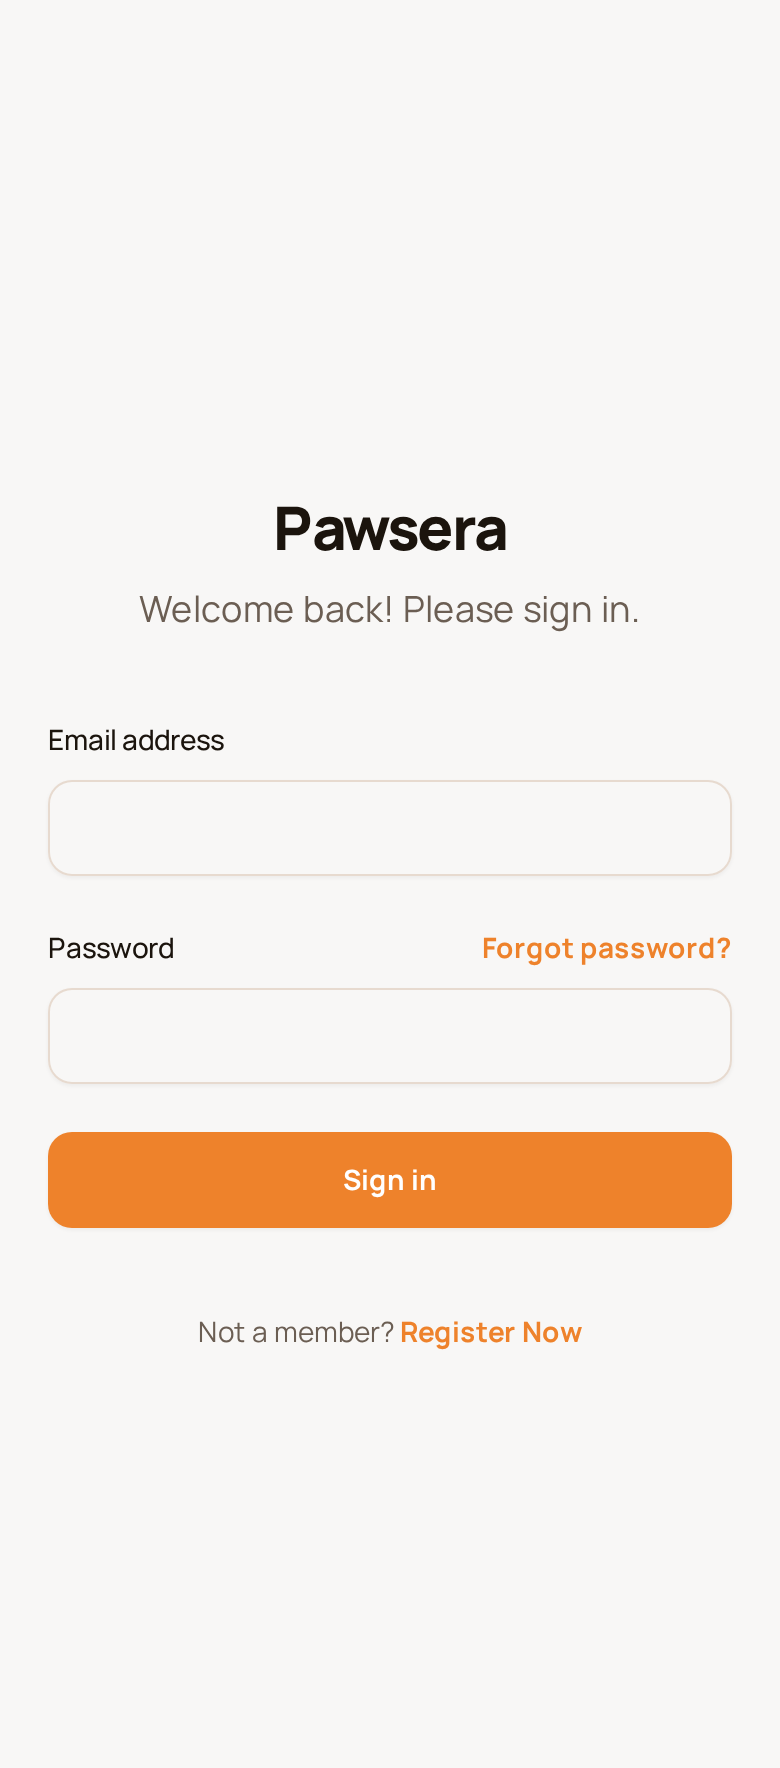 Pawsera
Welcome back! Please sign in.
Email address
Password Forgot password?
Sign in
Not a member? Register Now